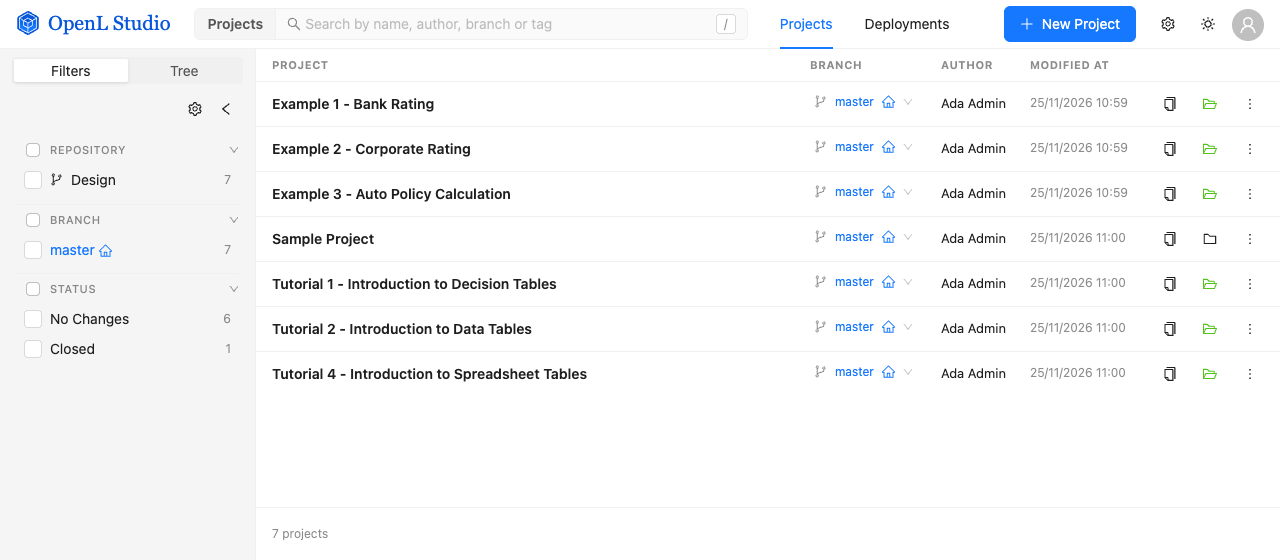 OpenL Studio
Projects
Search by name, author, branch or tag
/
Projects
Deployments
New Project
Filters
Tree
REPOSITORY
Design 7
BRANCH
master 7
STATUS
No Changes 6
Closed 1
PROJECT BRANCH AUTHOR MODIFIED AT
Example 1 - Bank Rating master Ada Admin 25/11/2026 10:59
Example 2 - Corporate Rating master Ada Admin 25/11/2026 10:59
Example 3 - Auto Policy Calculation master Ada Admin 25/11/2026 10:59
Sample Project master Ada Admin 25/11/2026 11:00
Tutorial 1 - Introduction to Decision Tables master Ada Admin 25/11/2026 11:00
Tutorial 2 - Introduction to Data Tables master Ada Admin 25/11/2026 11:00
Tutorial 4 - Introduction to Spreadsheet Tables master Ada Admin 25/11/2026 11:00
7 projects